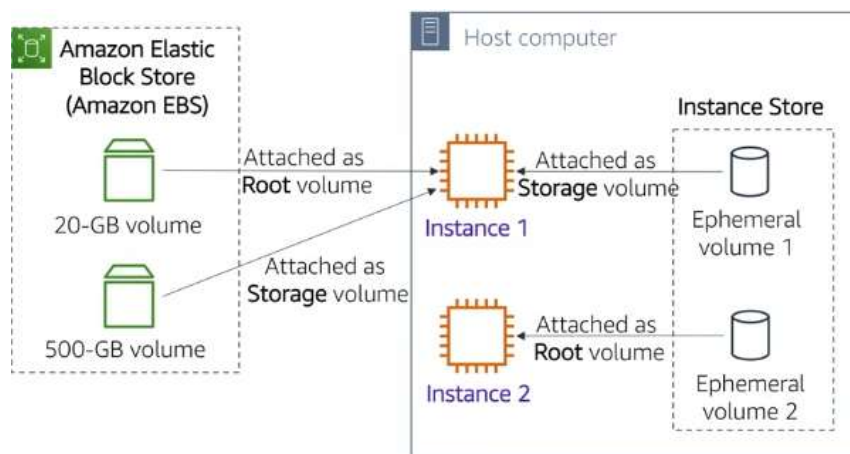 Amazon Elastic
Block Store
(Amazon EBS)
20-GB volume
500-GB volume
Attached as
Root volume
Attached as
Storage volume
Host computer
Instance 1
Instance 2
Attached as
Storage volume
Attached as
Root volume
Instance Store
Ephemeral
volume 1
Ephemeral
volume 2